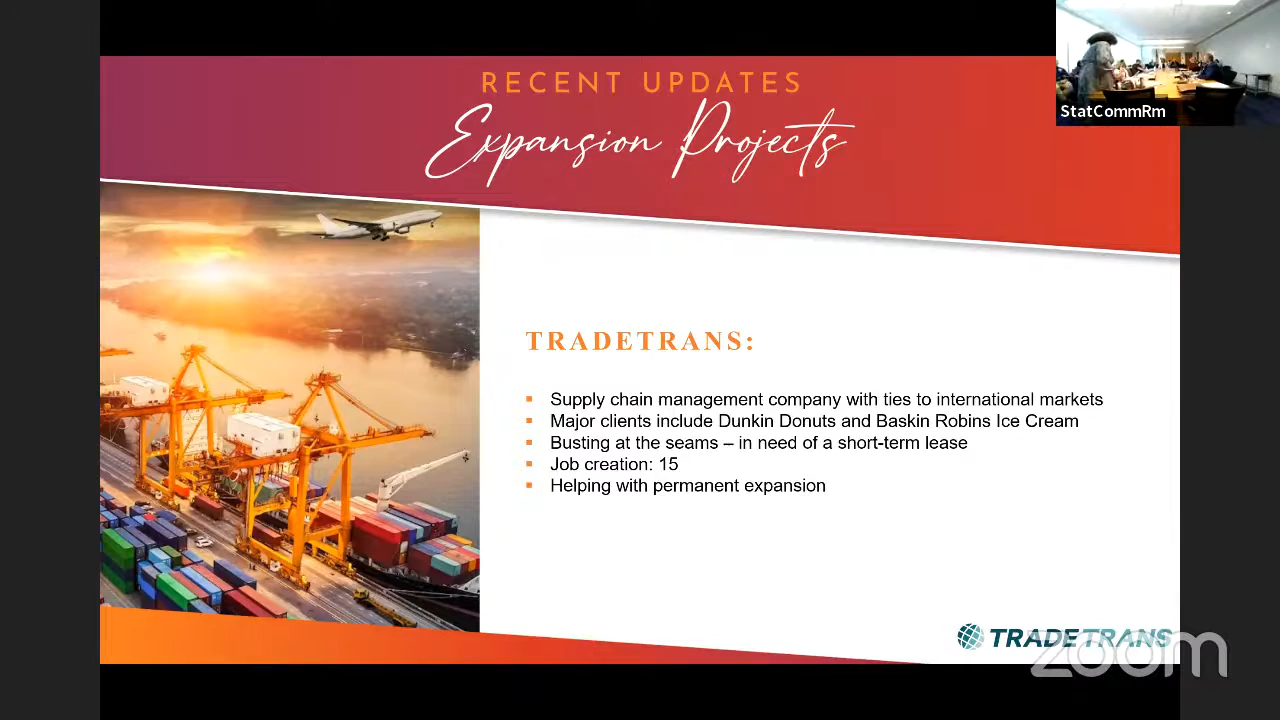 RECENT UPDATES
Expansion Projects
StatCommRm
TRADETRANS:
Supply chain management company with ties to international markets
Major clients include Dunkin Donuts and Baskin Robins Ice Cream
Busting at the seams – in need of a short-term lease
Job creation: 15
Helping with permanent expansion
TRADETRANS
zoom